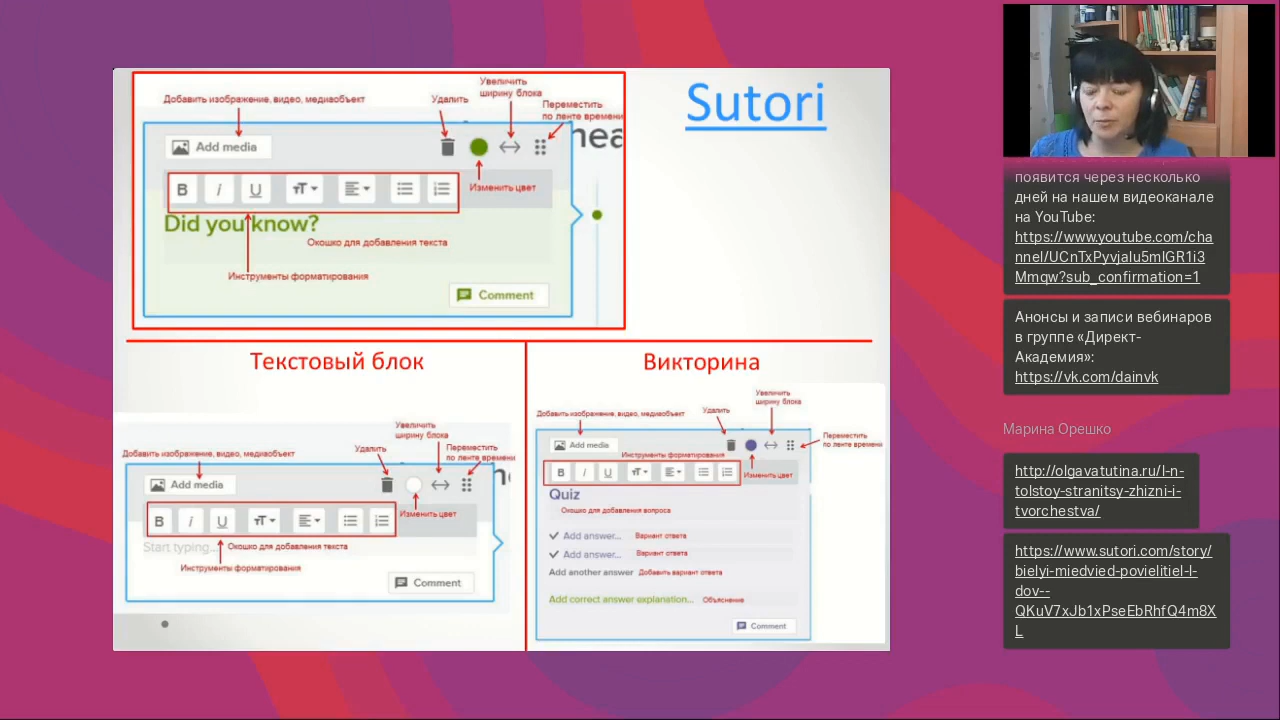 Sutori
Увеличить
ширину блока
Добавить изображение, видео, медиаобъект
Удалить
Переместить
по ленте времени
Add media
Изменить цвет
B i U тT
Did you know?
Окошко для добавления текста
Инструменты форматирования
Comment
Текстовый блок
Увеличить
ширину блока
Удалить
Переместить
по ленте времени
Добавить изображение, видео, медиаобъект
Add media
Изменить цвет
B i U тT
Start typing...
Окошко для добавления текста
Инструменты форматирования
Comment
Викторина
Увеличить
ширину блока
Добавить изображение, видео, медиаобъект
Удалить
Переместить
по ленте времени
Add media
Инструменты форматирования
B i U тT
Изменить цвет
Quiz
Окошко для добавления вопроса
Add answer... Вариант ответа
Add answer... Вариант ответа
Add another answer Добавить вариант ответа
Add correct answer explanation... Объяснение
Comment
появится через несколько
дней на нашем видеоканале
на YouTube:
https://www.youtube.com/cha
nnel/UCnTxPyvjalu5mIGR1i3
Mmqw?sub_confirmation=1
Анонсы и записи вебинаров
в группе «Директ-
Академия»:
https://vk.com/dainvk
Марина Орешко
http://olgavatutina.ru/l-n-
tolstoy-stranitsy-zhizni-i-
tvorchestva/
https://www.sutori.com/story/
bielyi-miedvied-povielitiel-l-
dov--
QKuV7xJb1xPseEbRhfQ4m8X
L